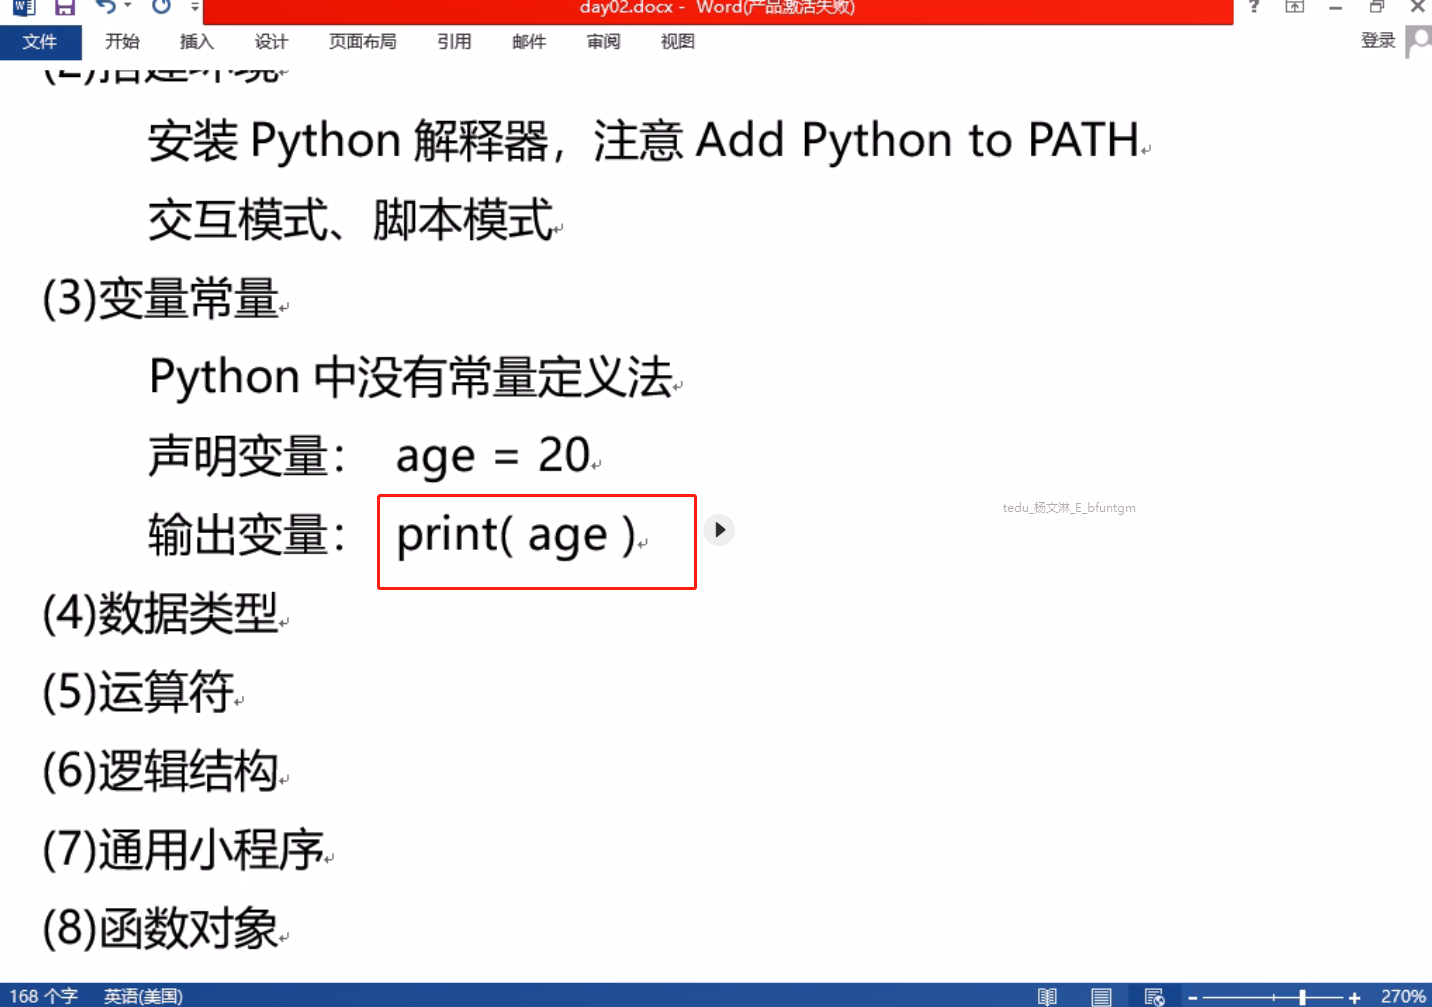 day02.docx - Word(产品激活失败)
文件 开始 插入 设计 页面布局 引用 邮件 审阅 视图 登录
(2)搭建环境
安装 Python 解释器，注意 Add Python to PATH
交互模式、脚本模式
(3)变量常量
Python 中没有常量定义法
声明变量： age = 20
输出变量： print( age )
tedu_杨文淋_E_bfuntgm
(4)数据类型
(5)运算符
(6)逻辑结构
(7)通用小程序
(8)函数对象
168 个字 英语(美国) 270%